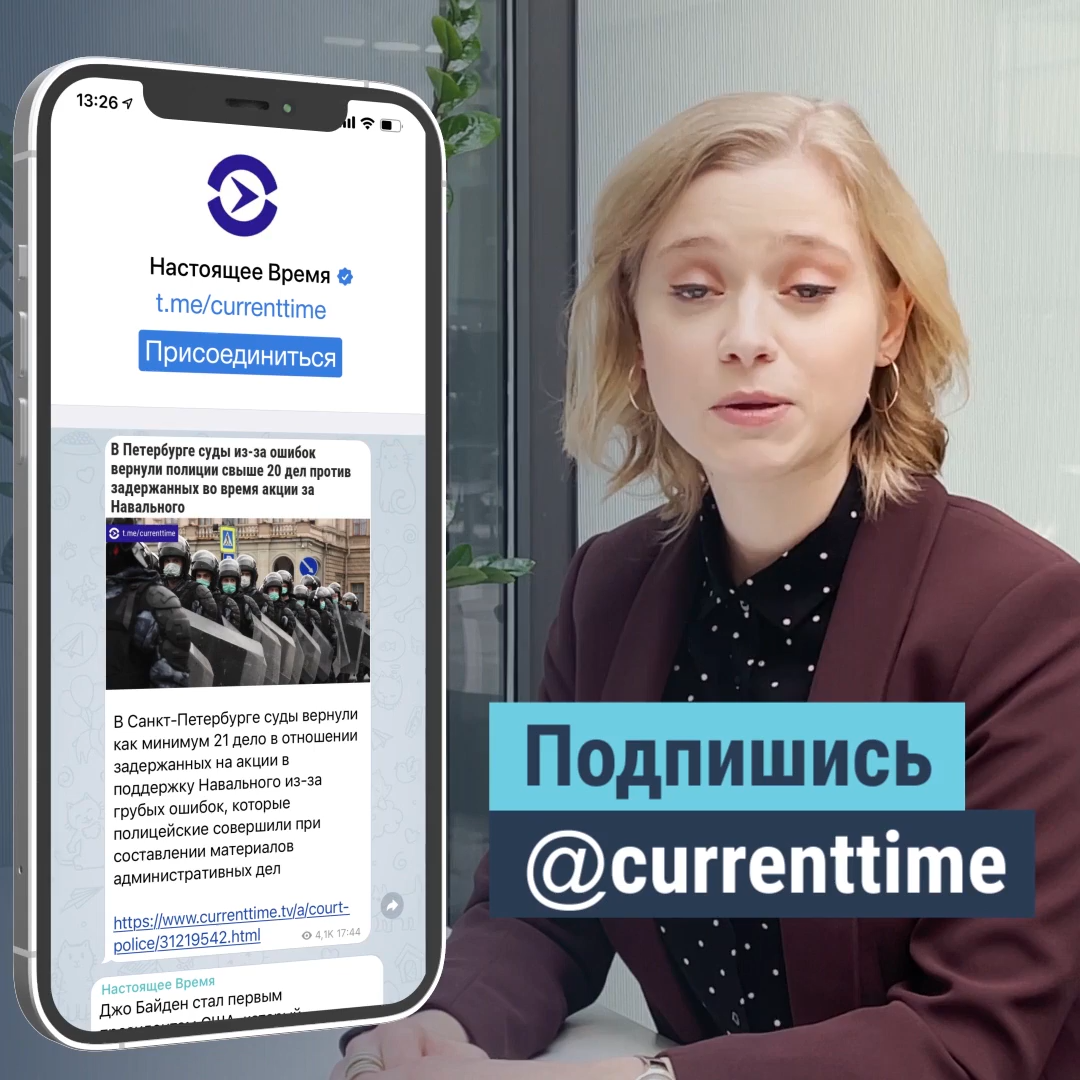 13:26
Настоящее Время
t.me/currenttime
Присоединиться
В Петербурге суды из-за ошибок
вернули полиции свыше 20 дел против
задержанных во время акции за
Навального
t.me/currenttime
В Санкт-Петербурге суды вернули
как минимум 21 дело в отношении
задержанных на акции в
поддержку Навального из-за
грубых ошибок, которые
полицейские совершили при
составлении материалов
административных дел
https://www.currenttime.tv/a/court-
police/31219542.html
4,1K 17:44
Настоящее Время
Джо Байден стал первым
Подпишись
@currenttime